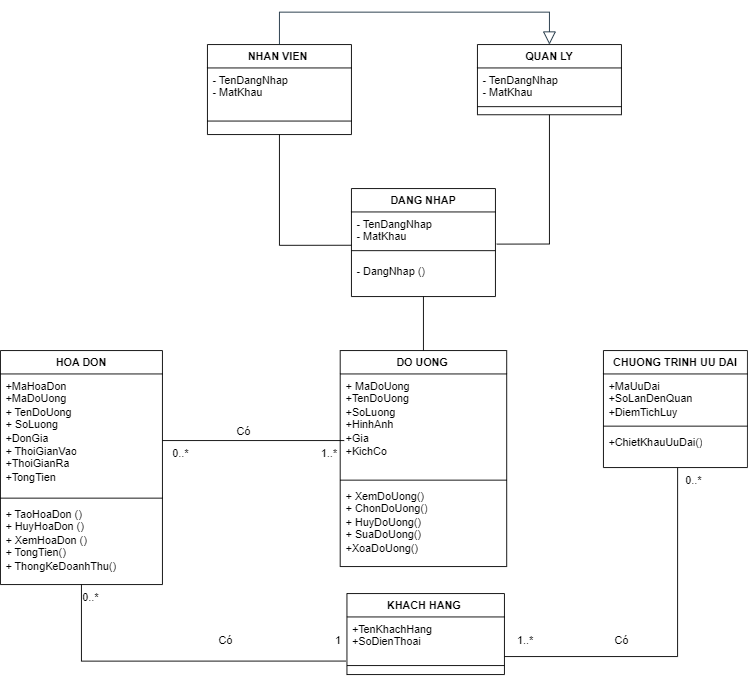 NHAN VIEN
- TenDangNhap
- MatKhau
QUAN LY
- TenDangNhap
- MatKhau
DANG NHAP
- TenDangNhap
- MatKhau
- DangNhap ()
HOA DON
+MaHoaDon
+MaDoUong
+ TenDoUong
+ SoLuong
+DonGia
+ ThoiGianVao
+ThoiGianRa
+TongTien
+ TaoHoaDon ()
+ HuyHoaDon ()
+ XemHoaDon ()
+ TongTien()
+ ThongKeDoanhThu()
Có
0..*
1..*
DO UONG
+ MaDoUong
+TenDoUong
+SoLuong
+HinhAnh
+Gia
+KichCo
+ XemDoUong()
+ ChonDoUong()
+ HuyDoUong()
+ SuaDoUong()
+XoaDoUong()
CHUONG TRINH UU DAI
+MaUuDai
+SoLanDenQuan
+DiemTichLuy
+ChietKhauUuDai()
0..*
0..*
Có
1
KHACH HANG
+TenKhachHang
+SoDienThoai
1..*
Có